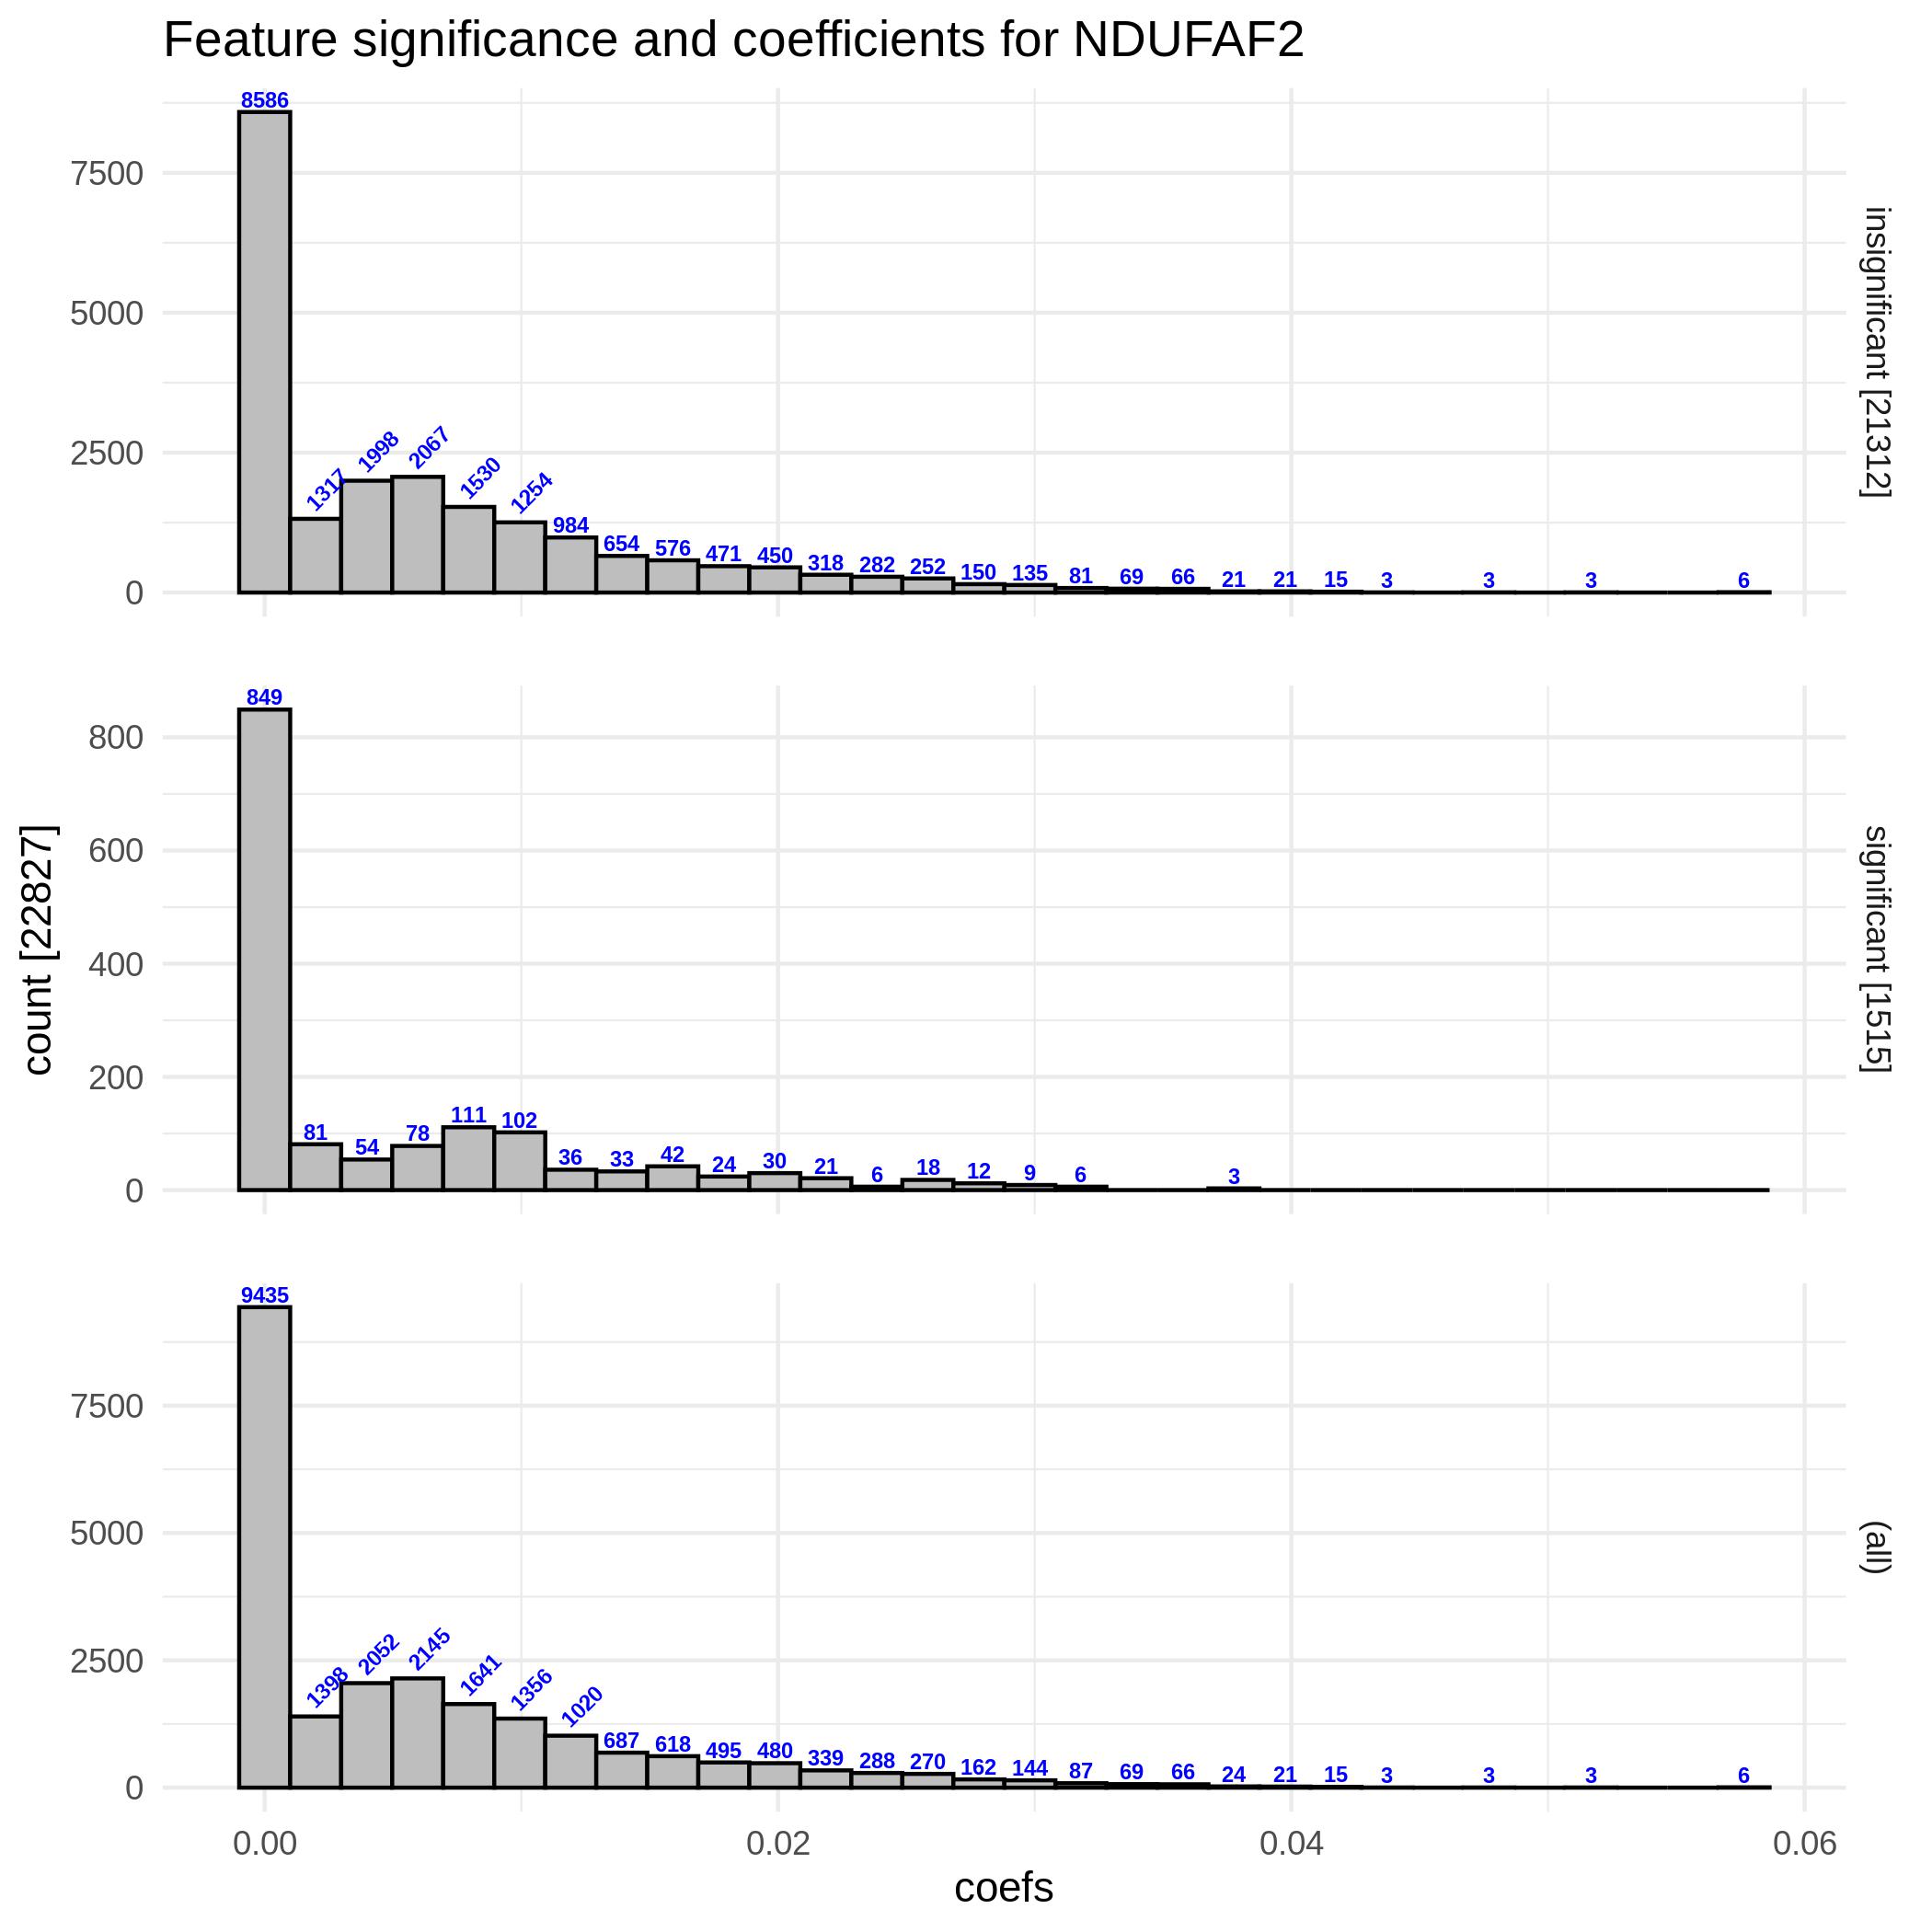 Feature significance and coefficients for NDUFAF2
8586
7500
5000
2500
0
1317 1998 2067 1530 1254 984 654 576 471 450 318 282 252 150 135 81 69 66 21 21 15 3 3 3 6
insignificant [21312]
849
800
600
400
200
0
81 54 78 111 102 36 33 42 24 30 21 6 18 12 9 6 3
significant [1515]
count [22827]
9435
7500
5000
2500
0
1398 2052 2145 1641 1356 1020 687 618 495 480 339 288 270 162 144 87 69 66 24 21 15 3 3 3 6
(all)
0.00 0.02 0.04 0.06
coefs